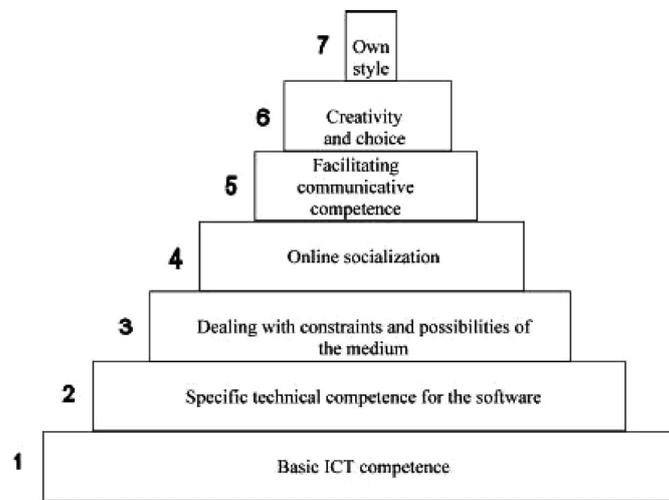 7
Own
style
6
Creativity
and choice
5
Facilitating
communicative
competence
4
Online socialization
3
Dealing with constraints and possibilities of
the medium
2
Specific technical competence for the software
1
Basic ICT competence